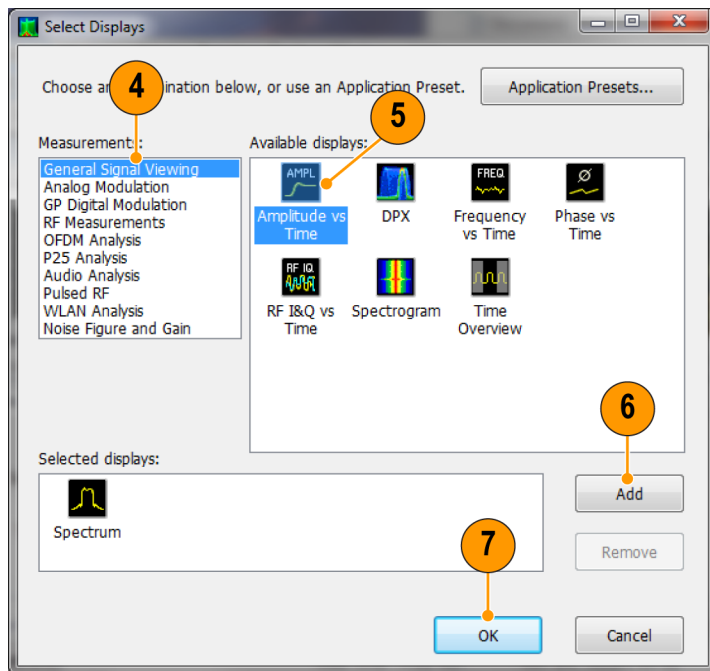 Select Displays
Choose an ination below, or use an Application Preset.
Application Presets...
4
5
Measurements:
Available displays:
General Signal Viewing
Analog Modulation
GP Digital Modulation
RF Measurements
OFDM Analysis
P25 Analysis
Audio Analysis
Pulsed RF
WLAN Analysis
Noise Figure and Gain
AMPL
Amplitude vs
Time
DPX
FREQ
Frequency
vs Time
Ø
Phase vs
Time
RF IQ
RF I&Q vs
Time
Spectrogram
Time
Overview
6
Selected displays:
Spectrum
Add
Remove
7
OK
Cancel